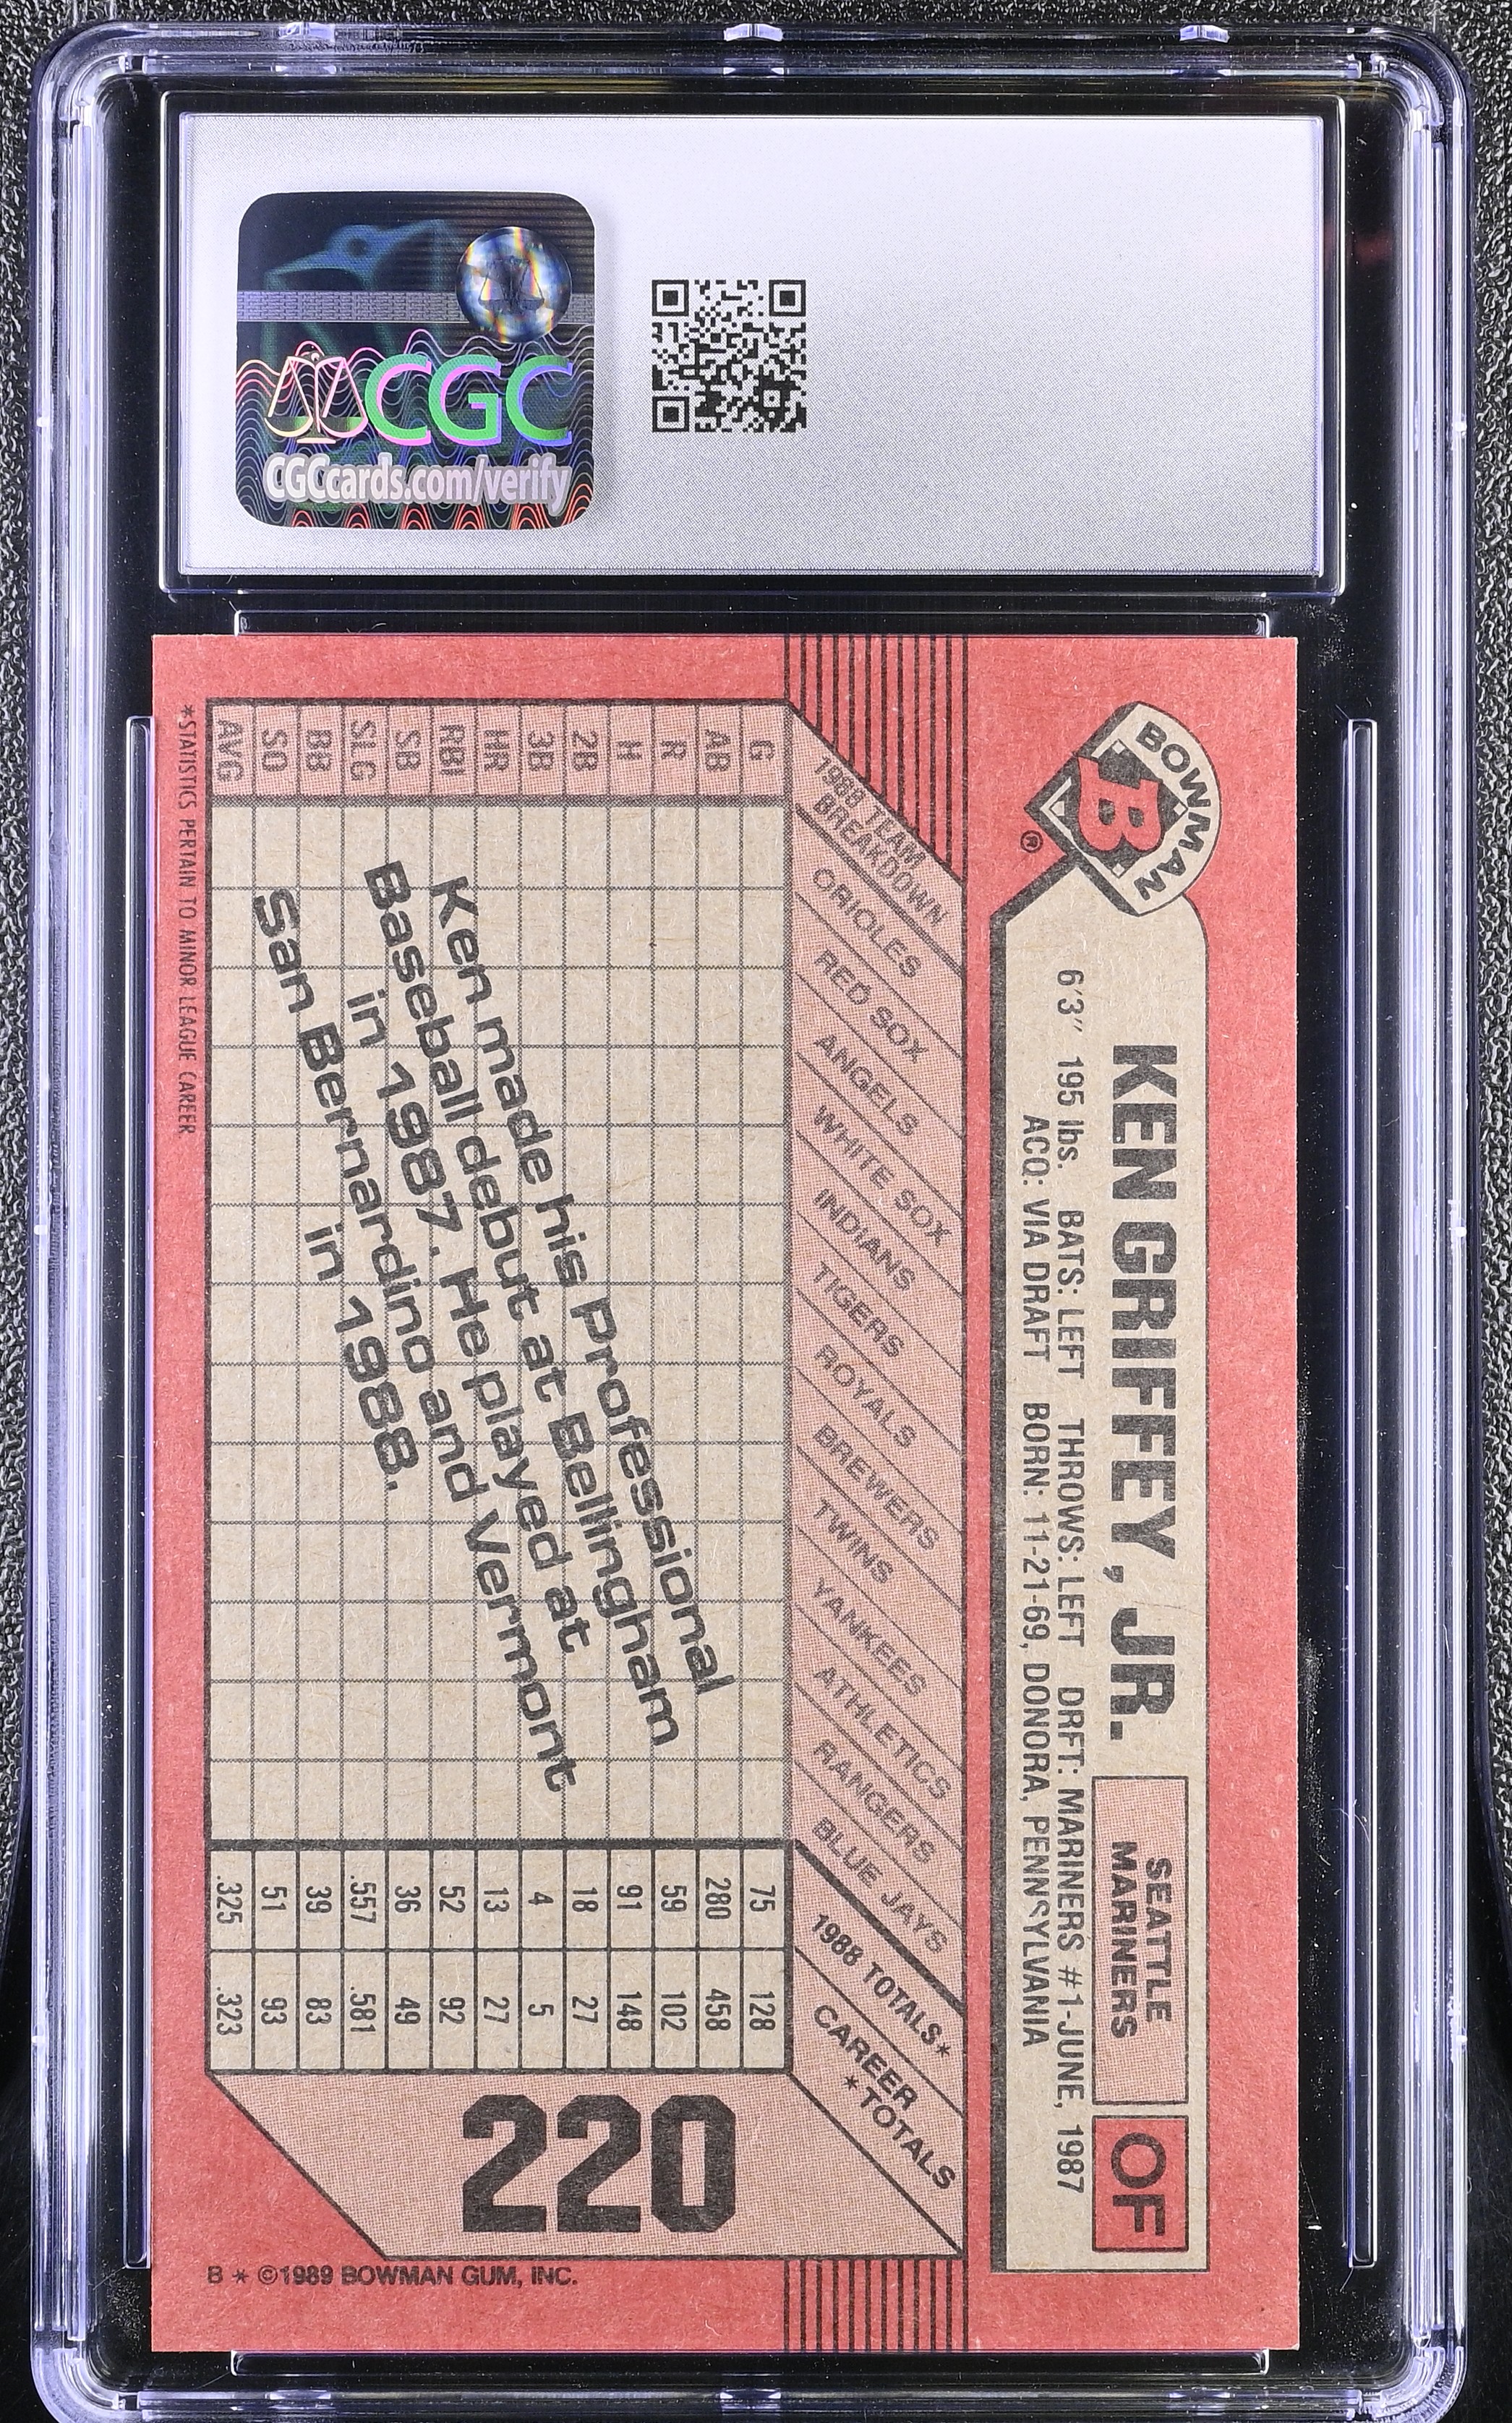 CGC
CGCcards.com/verify
BOWMAN
B
®
KEN GRIFFEY, JR.
SEATTLE
MARINERS
OF
6'3" 195 lbs. BATS: LEFT THROWS: LEFT DRFT: MARINERS #1-JUNE, 1987
ACQ: VIA DRAFT BORN: 11-21-69, DONORA, PENNSYLVANIA
1988 TEAM
BREAKDOWN
ORIOLES
RED SOX
ANGELS
WHITE SOX
INDIANS
TIGERS
ROYALS
BREWERS
TWINS
YANKEES
ATHLETICS
RANGERS
BLUE JAYS
1988 TOTALS*
CAREER
*TOTALS
G 75 128
AB 280 458
R 59 102
H 91 148
2B 18 27
3B 4 5
HR 13 27
RBI 52 92
SB 36 49
SLG .557 .581
BB 39 83
SO 51 93
AVG .325 .323
Ken made his Professional
Baseball debut at Bellingham
in 1987. He played at
San Bernardino and Vermont
in 1988.
220
*STATISTICS PERTAIN TO MINOR LEAGUE CAREER
B * ©1989 BOWMAN GUM, INC.